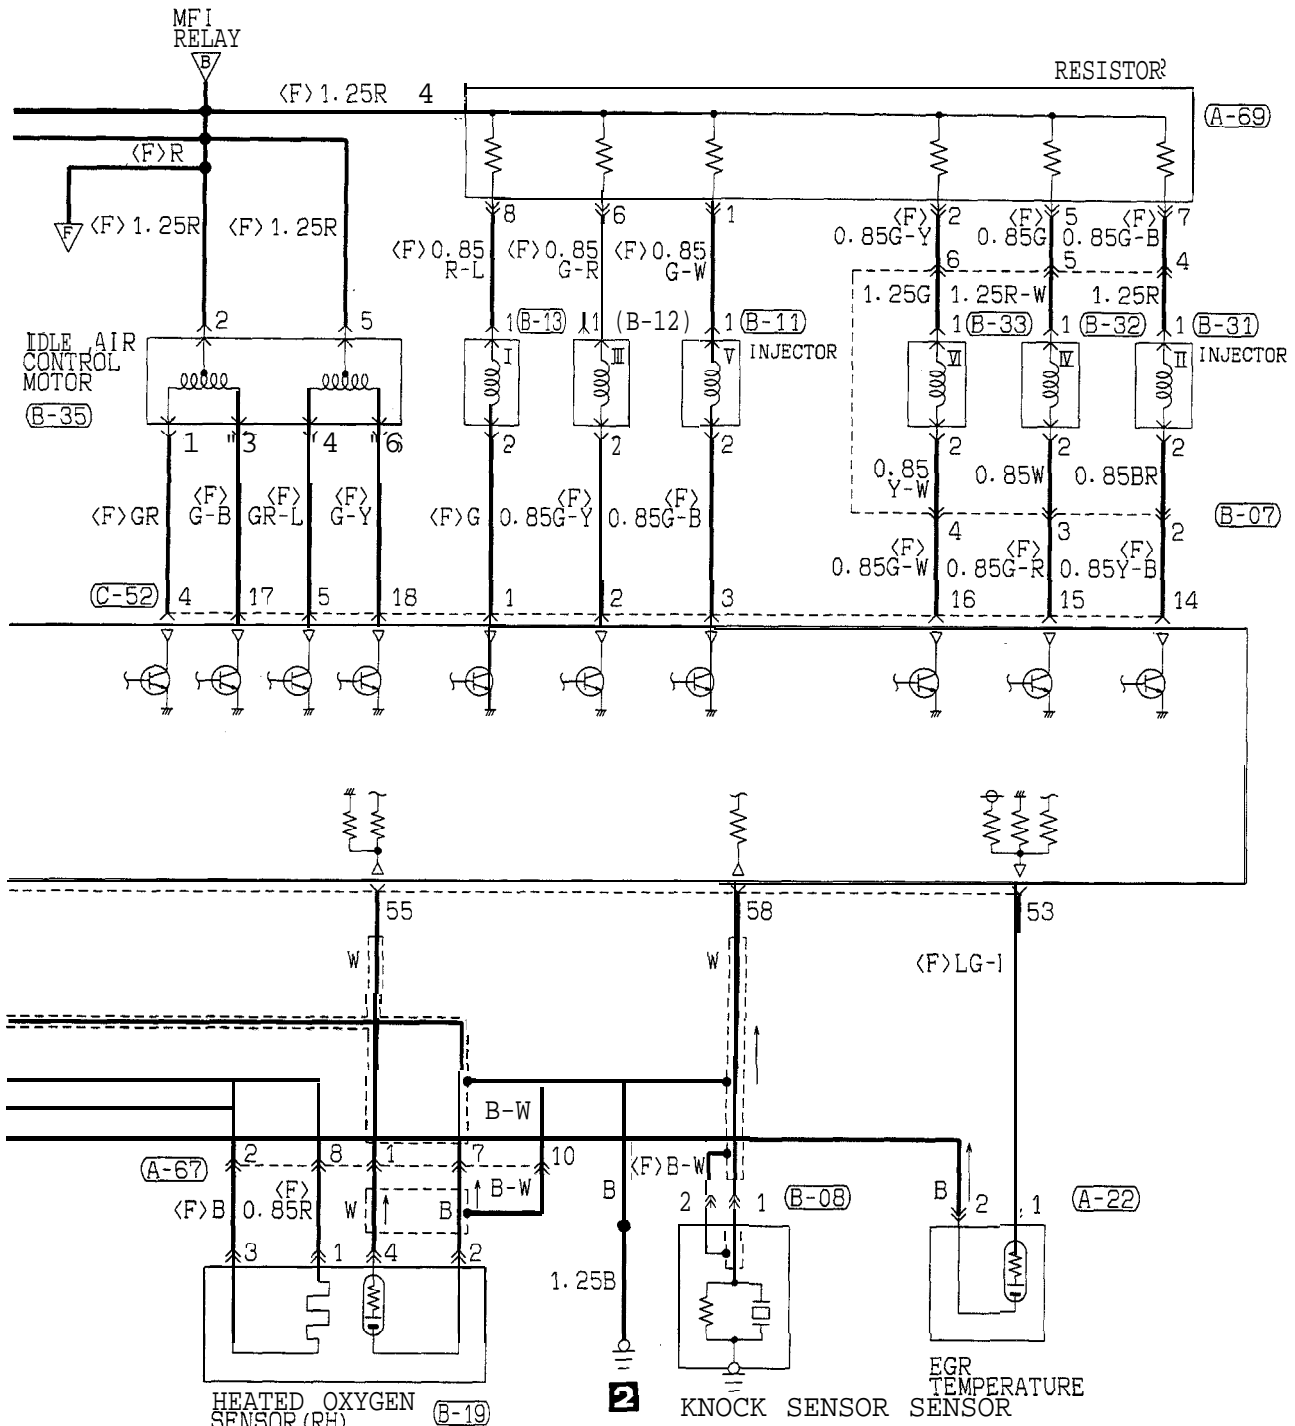 MFI
RELAY
B
RESISTOR
<F>1.25R 4
A-69
<F>R
F
<F>1.25R <F>1.25R
8 6 1 <F>2 <F>5 <F>7
0.85G-Y 0.85G 0.85G-B
<F>0.85 <F>0.85 <F>0.85
R-L G-R G-W
6 5 4
1.25G 1.25R-W 1.25R
2 5
1 B-13 1 (B-12) 1 B-11 1 B-33 1 B-32 1 B-31
IDLE AIR
CONTROL
MOTOR
B-35
I III V INJECTOR VI IV II INJECTOR
1 3 4 6 2 2 2 2 2 2
0.85 0.85W 0.85BR
Y-W
<F>GR <F> <F> <F> <F>G <F> <F>
G-B GR-L G-Y 0.85G-Y 0.85G-B
B-07
4 3 2
<F> <F> <F>
0.85G-W 0.85G-R 0.85Y-B
C-52 4 17 5 18 1 2 3 16 15 14
55 58 53
W W <F>LG-
B-W
2 8 1 7 10
A-67
<F>B-W
<F> B-W
<F>B 0.85R W B B 2 1 B-08 B 2 1 A-22
3 1 4 2
1.25B
2
HEATED OXYGEN
SENSOR(RH) B-19
KNOCK SENSOR
EGR
TEMPERATURE
SENSOR